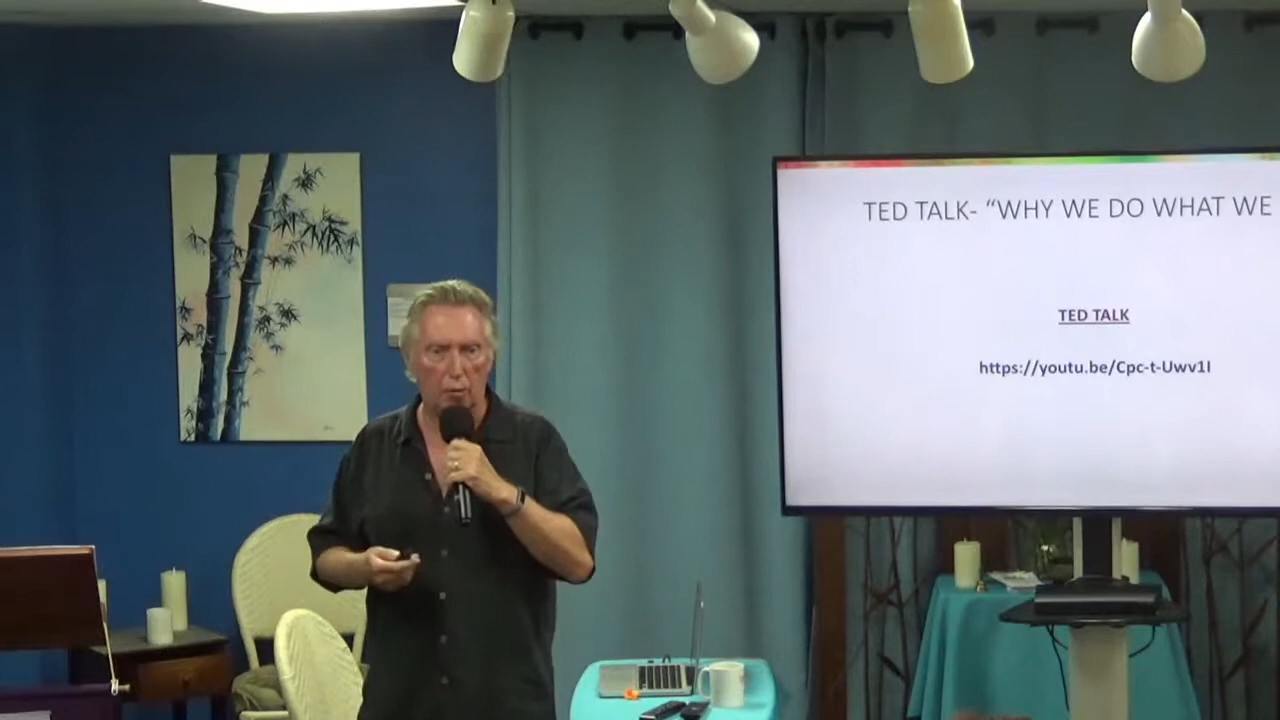 TED TALK- “WHY WE DO WHAT WE
TED TALK
https://youtu.be/Cpc-t-Uwv1I